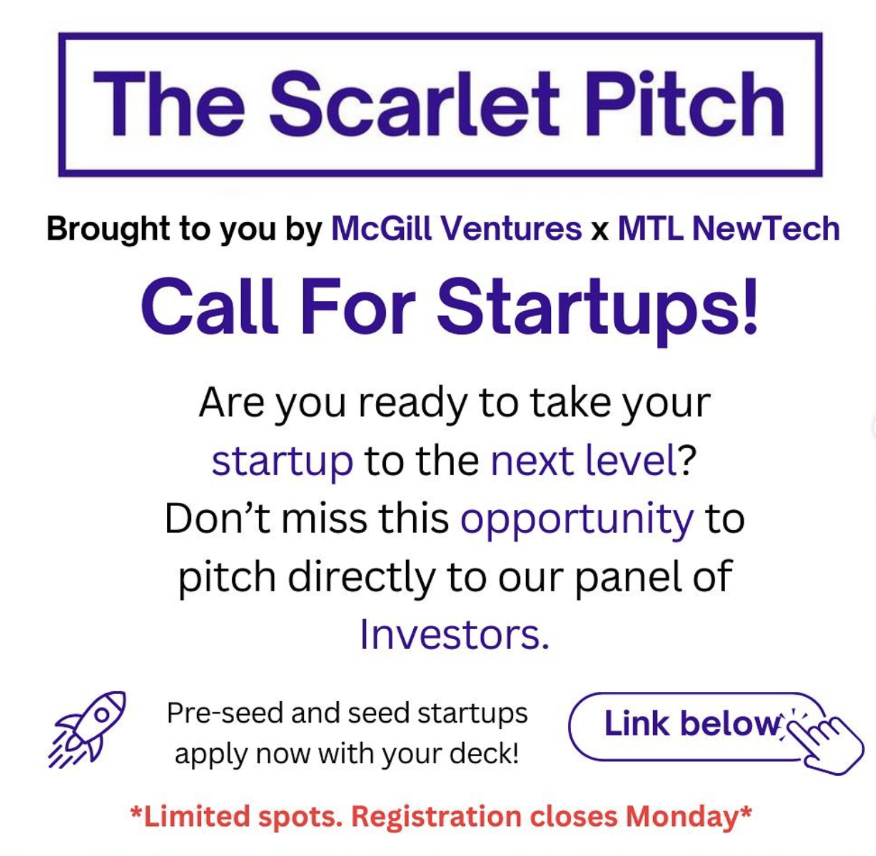 The Scarlet Pitch
Brought to you by McGill Ventures x MTL NewTech
Call For Startups!
Are you ready to take your
startup to the next level?
Don’t miss this opportunity to
pitch directly to our panel of
Investors.
Pre-seed and seed startups
apply now with your deck!
Link below
*Limited spots. Registration closes Monday*